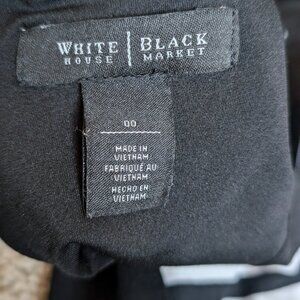 WHITE | BLACK
HOUSE | MARKET
00
MADE IN
VIETNAM
FABRIQUÉ AU
VIETNAM
HECHO EN
VIETNAM